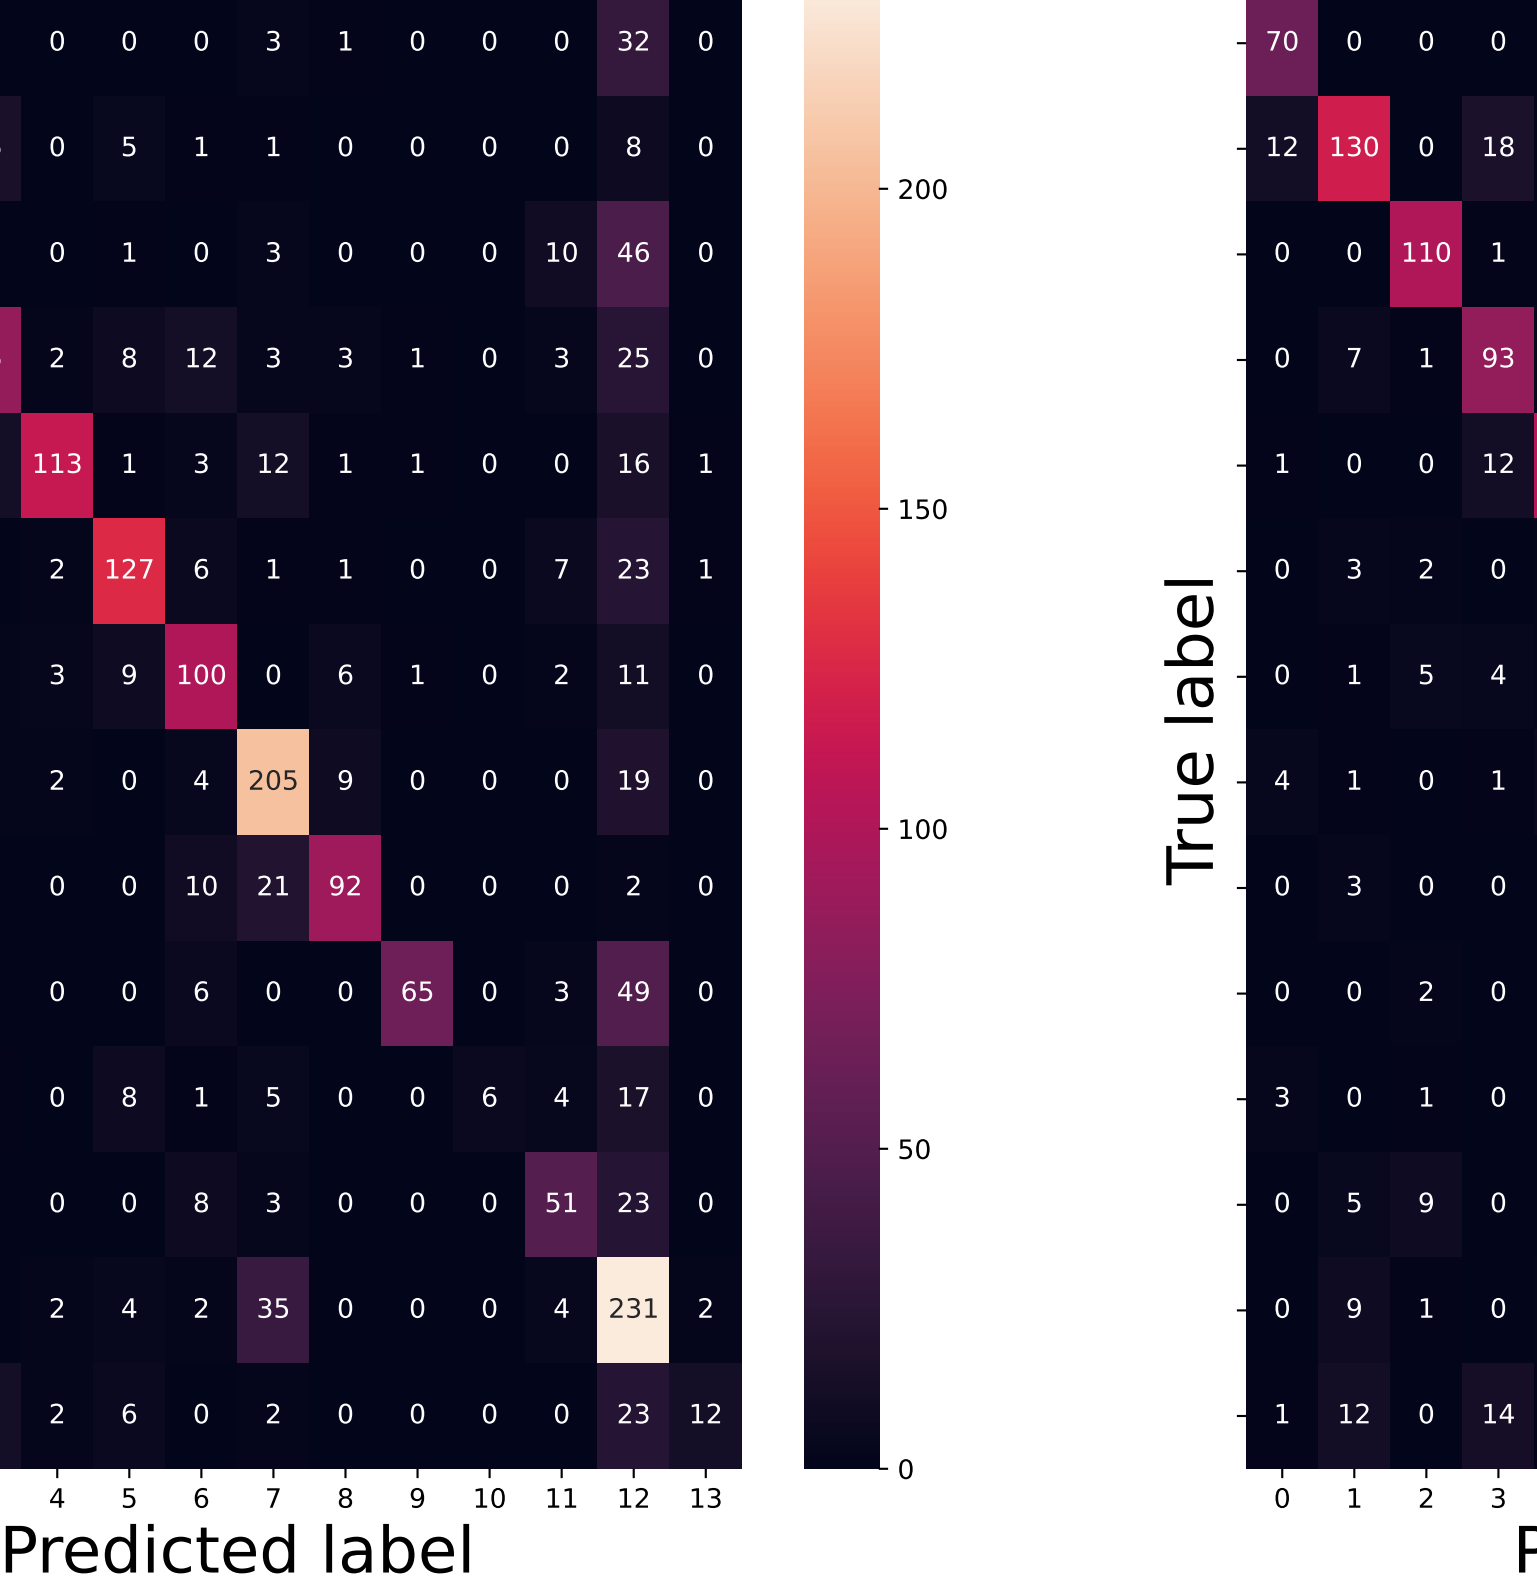 0 0 0 3 1 0 0 0 32 0
0 5 1 1 0 0 0 0 8 0
0 1 0 3 0 0 0 10 46 0
2 8 12 3 3 1 0 3 25 0
113 1 3 12 1 1 0 0 16 1
2 127 6 1 1 0 0 7 23 1
3 9 100 0 6 1 0 2 11 0
2 0 4 205 9 0 0 0 19 0
0 0 10 21 92 0 0 0 2 0
0 0 6 0 0 65 0 3 49 0
0 8 1 5 0 0 6 4 17 0
0 0 8 3 0 0 0 51 23 0
2 4 2 35 0 0 0 4 231 2
2 6 0 2 0 0 0 0 23 12
4 5 6 7 8 9 10 11 12 13
Predicted label
200
150
100
50
0
True label
70 0 0 0
12 130 0 18
0 0 110 1
0 7 1 93
1 0 0 12
0 3 2 0
0 1 5 4
4 1 0 1
0 3 0 0
0 0 2 0
3 0 1 0
0 5 9 0
0 9 1 0
1 12 0 14
0 1 2 3